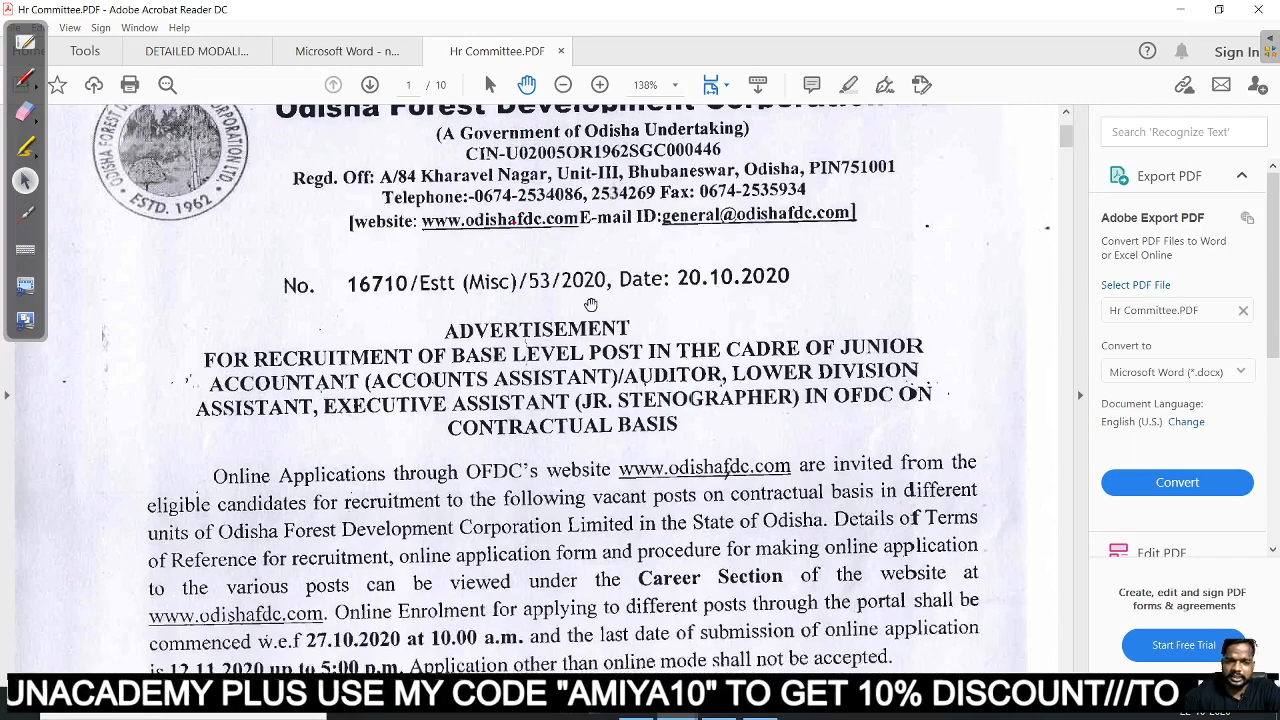 Hr Committee.PDF - Adobe Acrobat Reader DC
View Sign Window Help
Tools DETAILED MODALI... Microsoft Word - n... Hr Committee.PDF × Sign In
1 / 10 138%
Odisha Forest Development Corporation
(A Government of Odisha Undertaking)
CIN-U02005OR1962SGC000446
Regd. Off: A/84 Kharavel Nagar, Unit-III, Bhubaneswar, Odisha, PIN751001
Telephone:-0674-2534086, 2534269 Fax: 0674-2535934
[website: www.odishafdc.comE-mail ID:general@odishafdc.com]
ESTD. 1962
No. 16710/Estt (Misc)/53/2020, Date: 20.10.2020
ADVERTISEMENT
FOR RECRUITMENT OF BASE LEVEL POST IN THE CADRE OF JUNIOR
ACCOUNTANT (ACCOUNTS ASSISTANT)/AUDITOR, LOWER DIVISION
ASSISTANT, EXECUTIVE ASSISTANT (JR. STENOGRAPHER) IN OFDC ON
CONTRACTUAL BASIS
Online Applications through OFDC's website www.odishafdc.com are invited from the
eligible candidates for recruitment to the following vacant posts on contractual basis in different
units of Odisha Forest Development Corporation Limited in the State of Odisha. Details of Terms
of Reference for recruitment, online application form and procedure for making online application
to the various posts can be viewed under the Career Section of the website at
www.odishafdc.com. Online Enrolment for applying to different posts through the portal shall be
commenced w.e.f 27.10.2020 at 10.00 a.m. and the last date of submission of online application
is 12.11.2020 up to 5:00 p.m. Application other than online mode shall not be accepted.
Search 'Recognize Text'
Export PDF
Adobe Export PDF
Convert PDF Files to Word
or Excel Online
Select PDF File
Hr Committee.PDF
Convert to
Microsoft Word (*.docx)
Document Language:
English (U.S.) Change
Convert
Edit PDF
Create, edit and sign PDF
forms & agreements
Start Free Trial
UNACADEMY PLUS USE MY CODE "AMIYA10" TO GET 10% DISCOUNT///TO